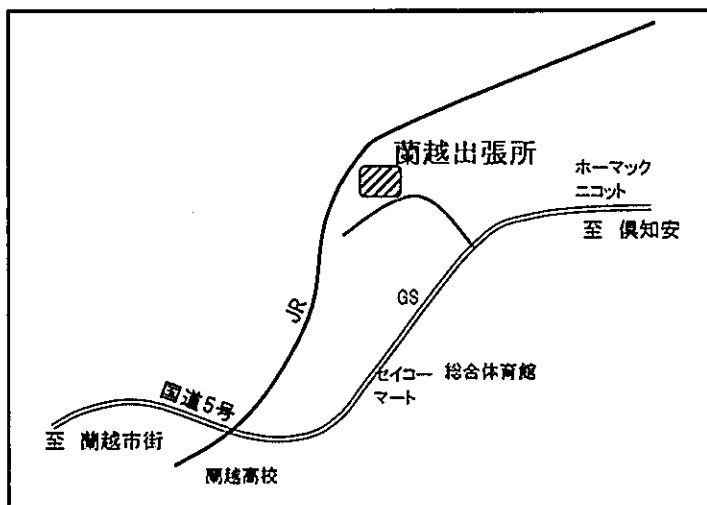 蘭越出張所
ホーマック
ニコット
至 倶知安
GS
JR
セイコー
マート
総合体育館
国道5号
至 蘭越市街
蘭越高校